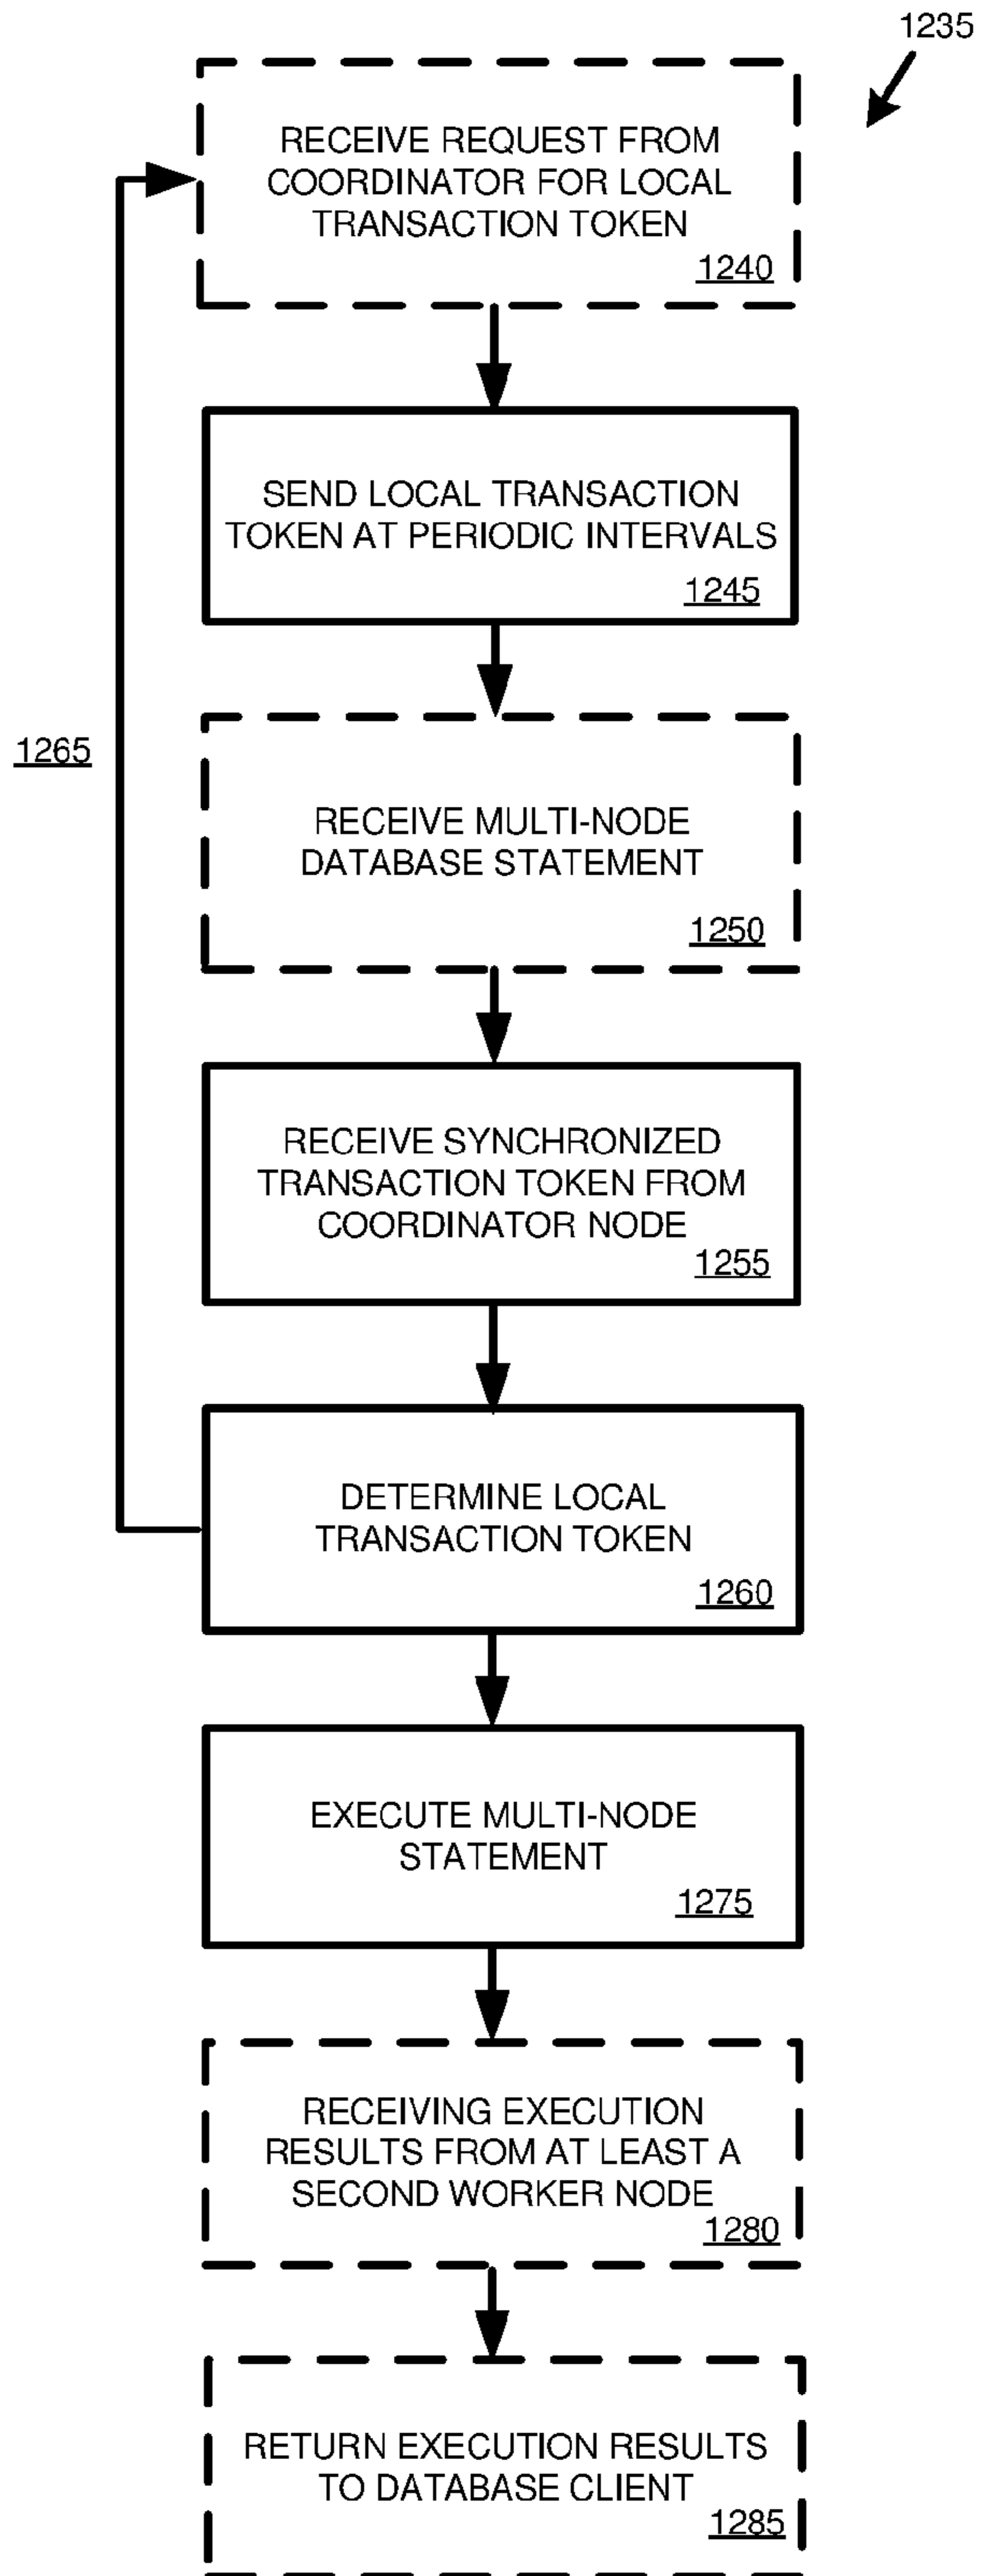 1235
RECEIVE REQUEST FROM
COORDINATOR FOR LOCAL
TRANSACTION TOKEN
1240
SEND LOCAL TRANSACTION
TOKEN AT PERIODIC INTERVALS
1245
1265
RECEIVE MULTI-NODE
DATABASE STATEMENT
1250
RECEIVE SYNCHRONIZED
TRANSACTION TOKEN FROM
COORDINATOR NODE
1255
DETERMINE LOCAL
TRANSACTION TOKEN
1260
EXECUTE MULTI-NODE
STATEMENT
1275
RECEIVING EXECUTION
RESULTS FROM AT LEAST A
SECOND WORKER NODE
1280
RETURN EXECUTION RESULTS
TO DATABASE CLIENT
1285